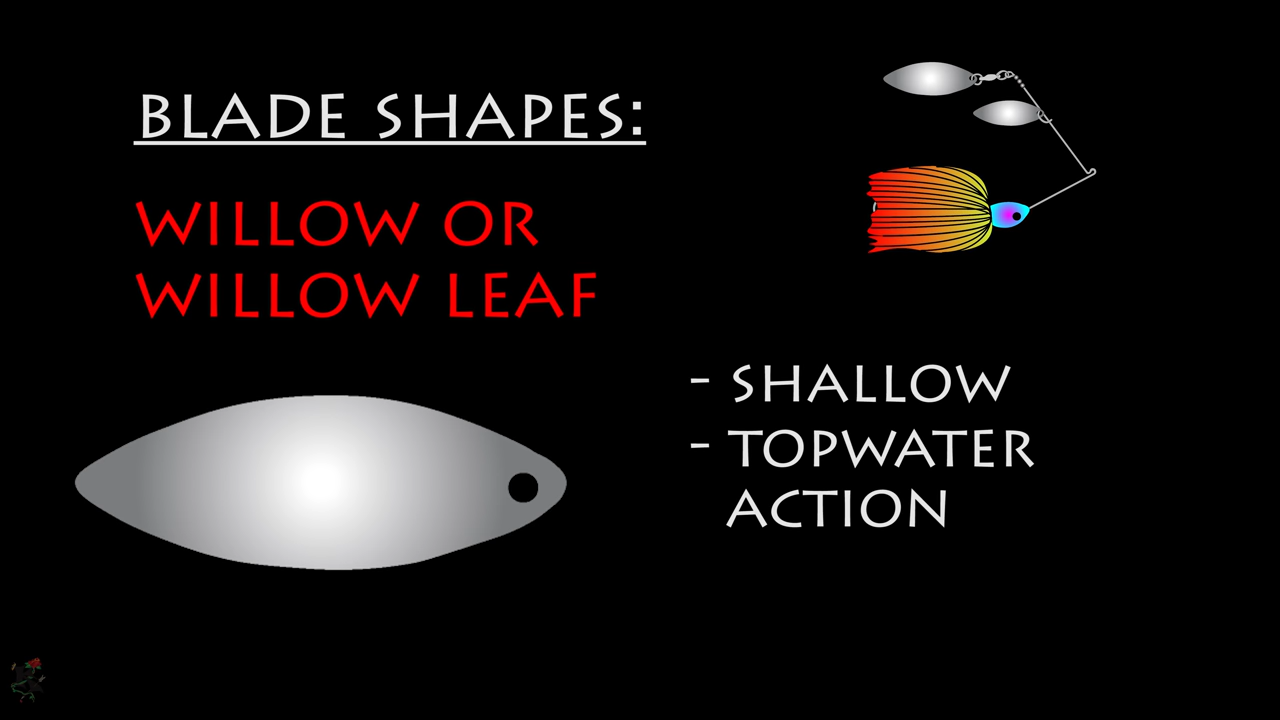 BLADE SHAPES:
WILLOW OR
WILLOW LEAF
- SHALLOW
- TOPWATER
ACTION